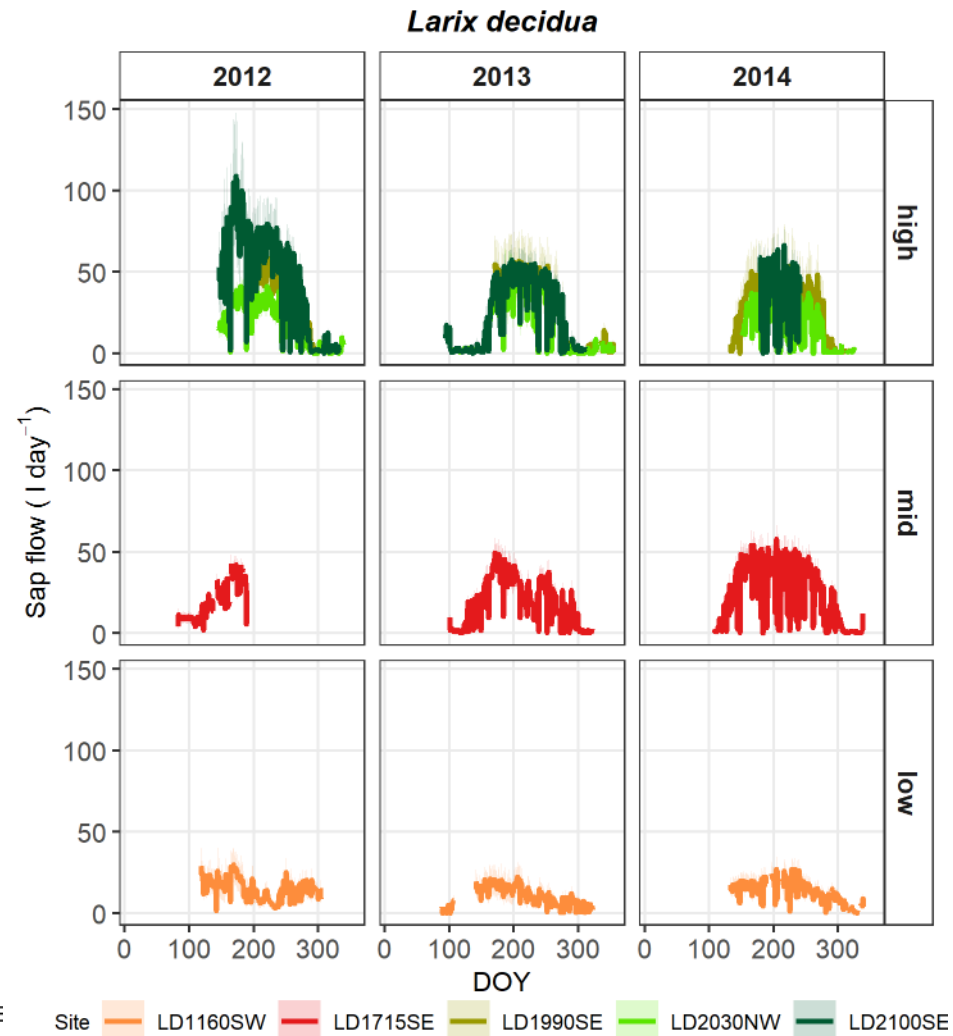 Larix decidua
2012 2013 2014
150
100
50
0
high
150
100
50
0
mid
150
100
50
0
low
Sap flow ( l day⁻¹)
0 100 200 300 0 100 200 300 0 100 200 300
DOY
Site LD1160SW LD1715SE LD1990SE LD2030NW LD2100SE